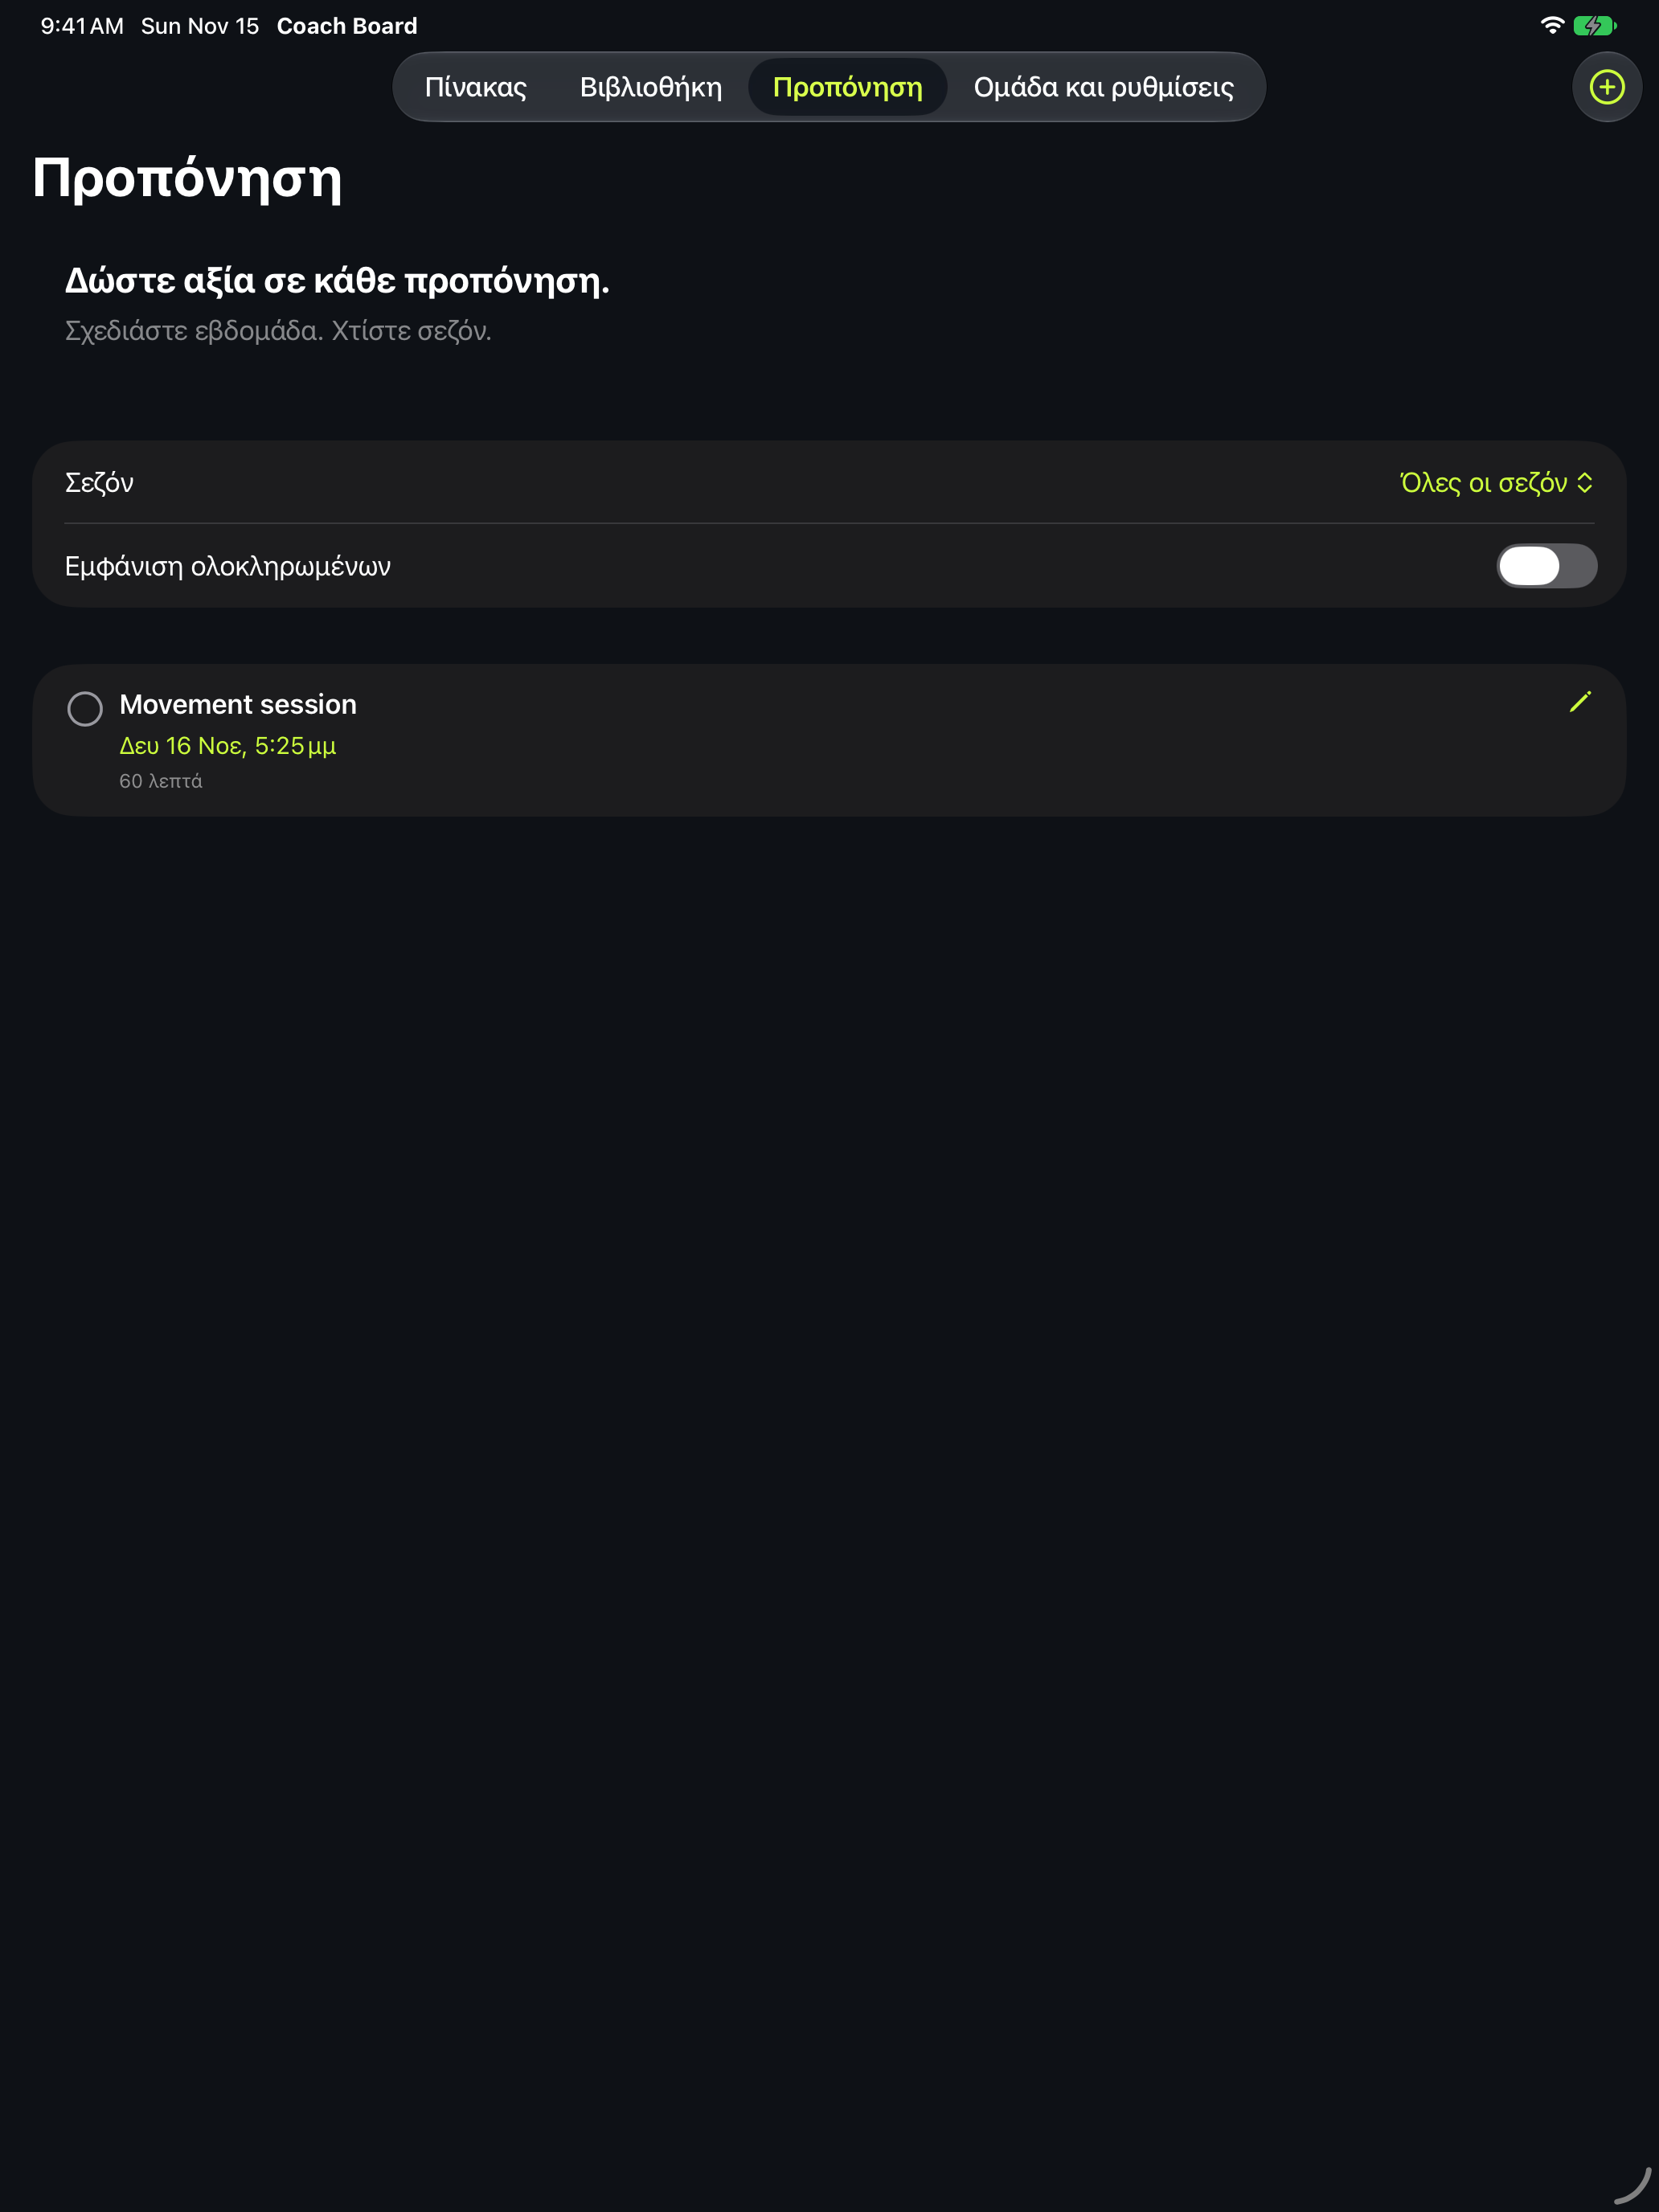 9:41 AM Sun Nov 15 Coach Board
Πίνακας Βιβλιοθήκη Προπόνηση Ομάδα και ρυθμίσεις
Προπόνηση
Δώστε αξία σε κάθε προπόνηση.
Σχεδιάστε εβδομάδα. Χτίστε σεζόν.
Σεζόν Όλες οι σεζόν
Εμφάνιση ολοκληρωμένων
Movement session
Δευ 16 Νοε, 5:25 μμ
60 λεπτά